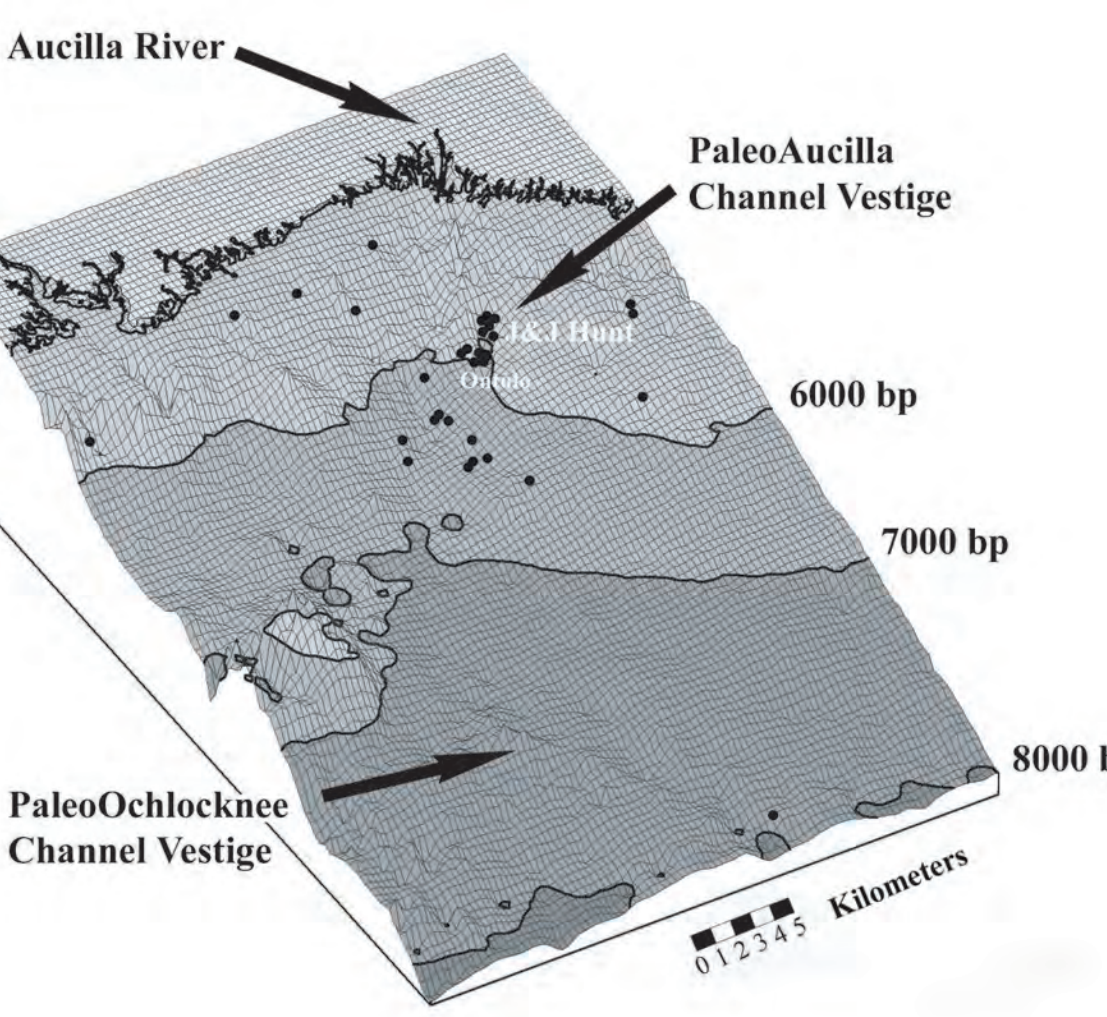 Aucilla River
PaleoAucilla
Channel Vestige
J&J Hunt
Ontolo
6000 bp
7000 bp
8000 b
PaleoOchlocknee
Channel Vestige
Kilometers
0 1 2 3 4 5